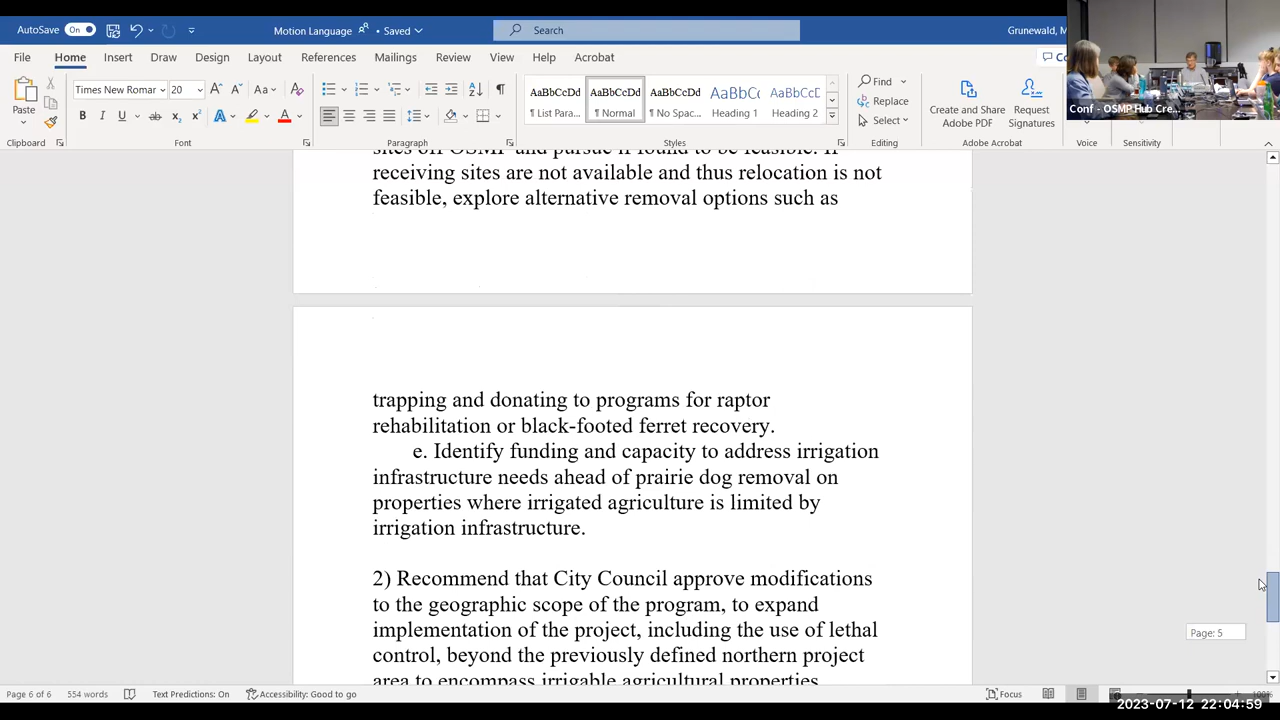 AutoSave On
Motion Language
Saved
Search
Grunewald, M
File Home Insert Draw Design Layout References Mailings Review View Help Acrobat
Times New Romar 20
Paste
B I U ab x x A A
Clipboard Font Paragraph Styles Editing Adobe Acrobat Voice Sensitivity
AaBbCcDd AaBbCcDd AaBbCcDd AaBbCc AaBbCcD
¶ List Para... ¶ Normal ¶ No Spac... Heading 1 Heading 2
Find
Replace
Select
Create and Share Adobe PDF
Request Signatures
Conf - OSMP Hub Cre...
sites off OSMP and pursue if found to be feasible. If
receiving sites are not available and thus relocation is not
feasible, explore alternative removal options such as
trapping and donating to programs for raptor
rehabilitation or black-footed ferret recovery.
e. Identify funding and capacity to address irrigation
infrastructure needs ahead of prairie dog removal on
properties where irrigated agriculture is limited by
irrigation infrastructure.
2) Recommend that City Council approve modifications
to the geographic scope of the program, to expand
implementation of the project, including the use of lethal
control, beyond the previously defined northern project
area to encompass irrigable agricultural properties
Page: 5
Page 6 of 6 554 words Text Predictions: On Accessibility: Good to go Focus
2023-07-12 22:04:59